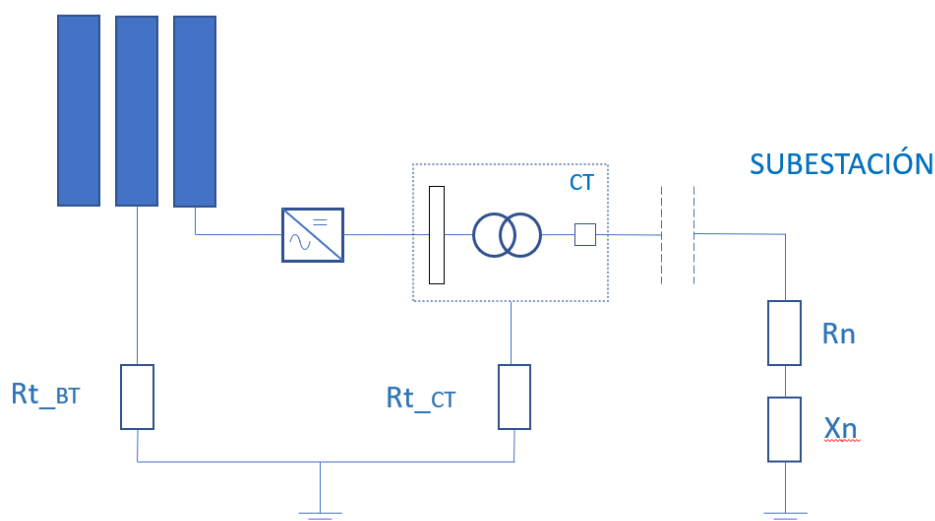 SUBESTACIÓN
CT
Rn
Rt_BT
Rt_CT
Xn